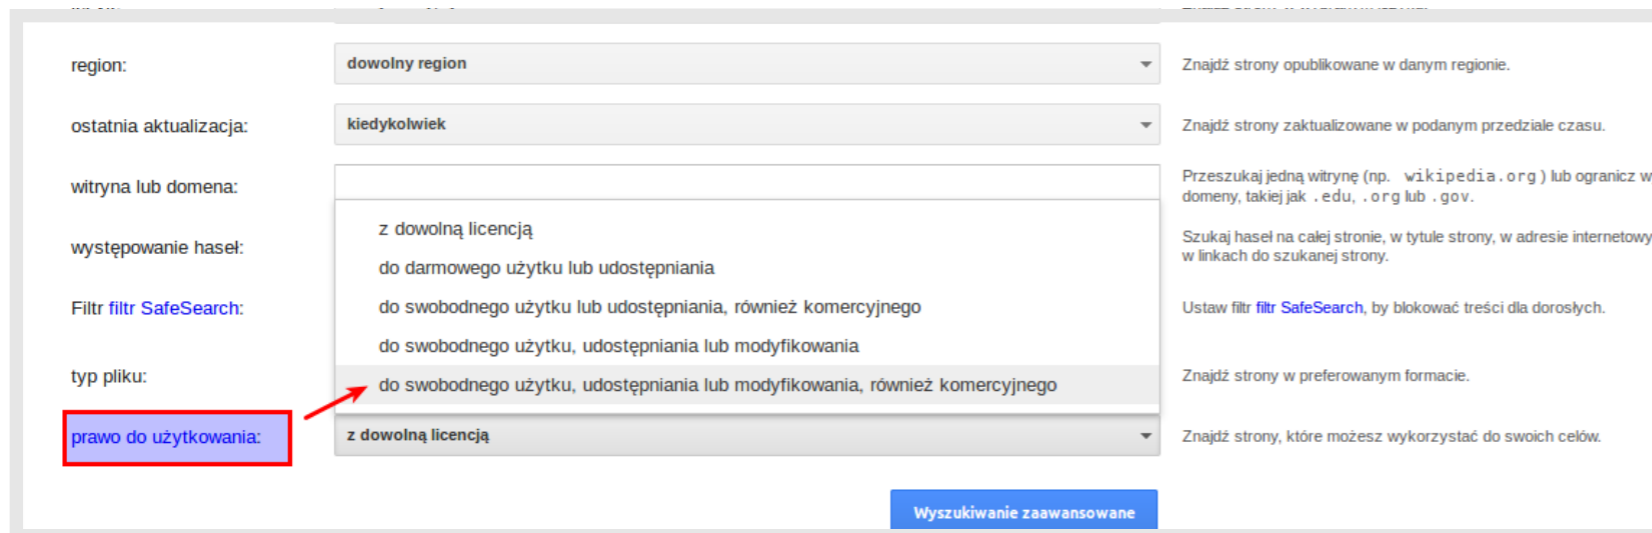 region:
dowolny region
Znajdź strony opublikowane w danym regionie.
ostatnia aktualizacja:
kiedykolwiek
Znajdź strony zaktualizowane w podanym przedziale czasu.
witryna lub domena:
Przeszukaj jedną witrynę (np. wikipedia.org) lub ogranicz w
domeny, takiej jak .edu, .org lub .gov.
z dowolną licencją
występowanie haseł:
Szukaj haseł na całej stronie, w tytule strony, w adresie internetowy
w linkach do szukanej strony.
do darmowego użytku lub udostępniania
Filtr filtr SafeSearch:
do swobodnego użytku lub udostępniania, również komercyjnego
Ustaw filtr filtr SafeSearch, by blokować treści dla dorosłych.
do swobodnego użytku, udostępniania lub modyfikowania
typ pliku:
do swobodnego użytku, udostępniania lub modyfikowania, również komercyjnego
Znajdź strony w preferowanym formacie.
prawo do użytkowania:
z dowolną licencją
Znajdź strony, które możesz wykorzystać do swoich celów.
Wyszukiwanie zaawansowane